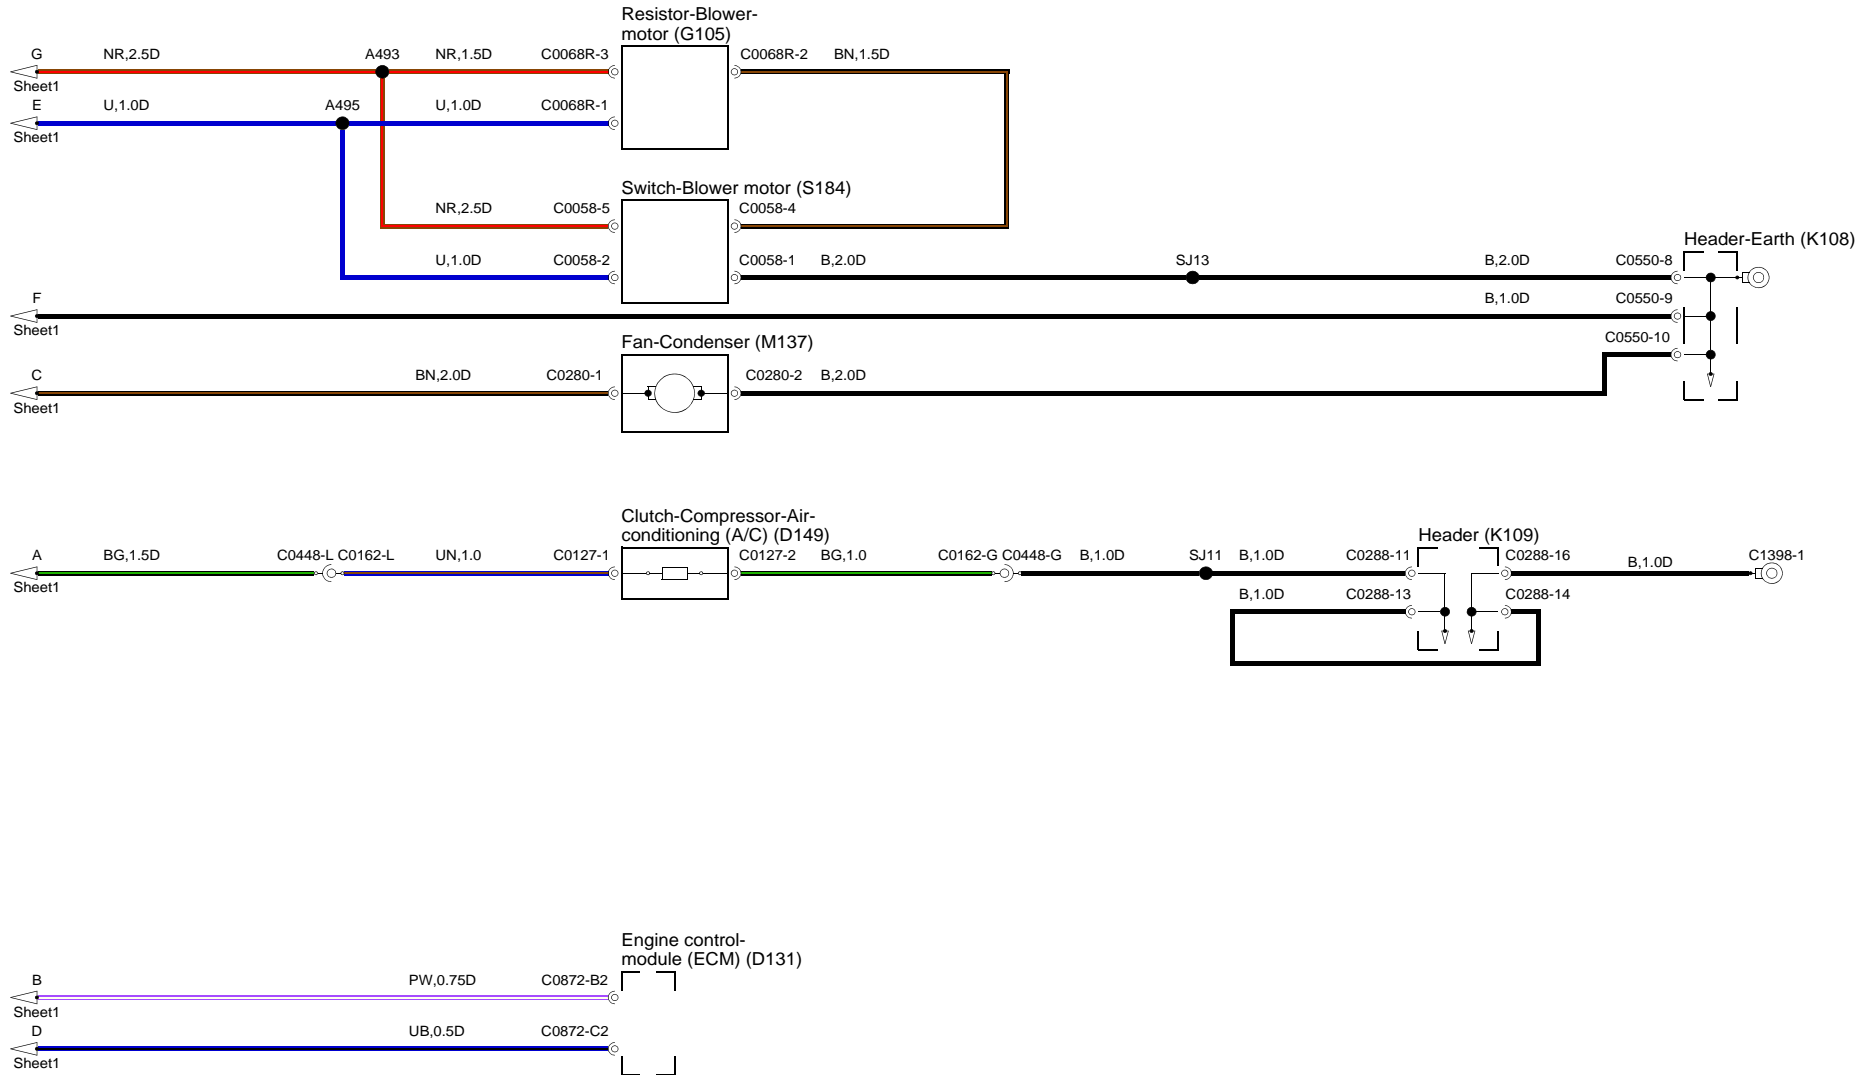 Resistor-Blower-
motor (G105)
G NR,2.5D A493 NR,1.5D C0068R-3 C0068R-2 BN,1.5D
Sheet1
E U,1.0D A495 U,1.0D C0068R-1
Sheet1
Switch-Blower motor (S184)
NR,2.5D C0058-5 C0058-4
Header-Earth (K108)
U,1.0D C0058-2 C0058-1 B,2.0D SJ13 B,2.0D C0550-8
F B,1.0D C0550-9
Sheet1
C0550-10
Fan-Condenser (M137)
C BN,2.0D C0280-1 C0280-2 B,2.0D
Sheet1
Clutch-Compressor-Air-
conditioning (A/C) (D149)
Header (K109)
A BG,1.5D C0448-L C0162-L UN,1.0 C0127-1 C0127-2 BG,1.0 C0162-G C0448-G B,1.0D SJ11 B,1.0D C0288-11 C0288-16 B,1.0D C1398-1
Sheet1
B,1.0D C0288-13 C0288-14
Engine control-
module (ECM) (D131)
B PW,0.75D C0872-B2
Sheet1
D UB,0.5D C0872-C2
Sheet1